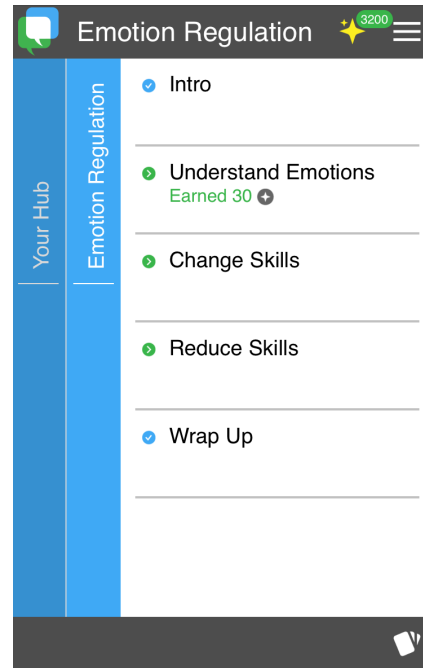 Emotion Regulation
3200
Your Hub
Emotion Regulation
Intro
Understand Emotions
Earned 30
Change Skills
Reduce Skills
Wrap Up